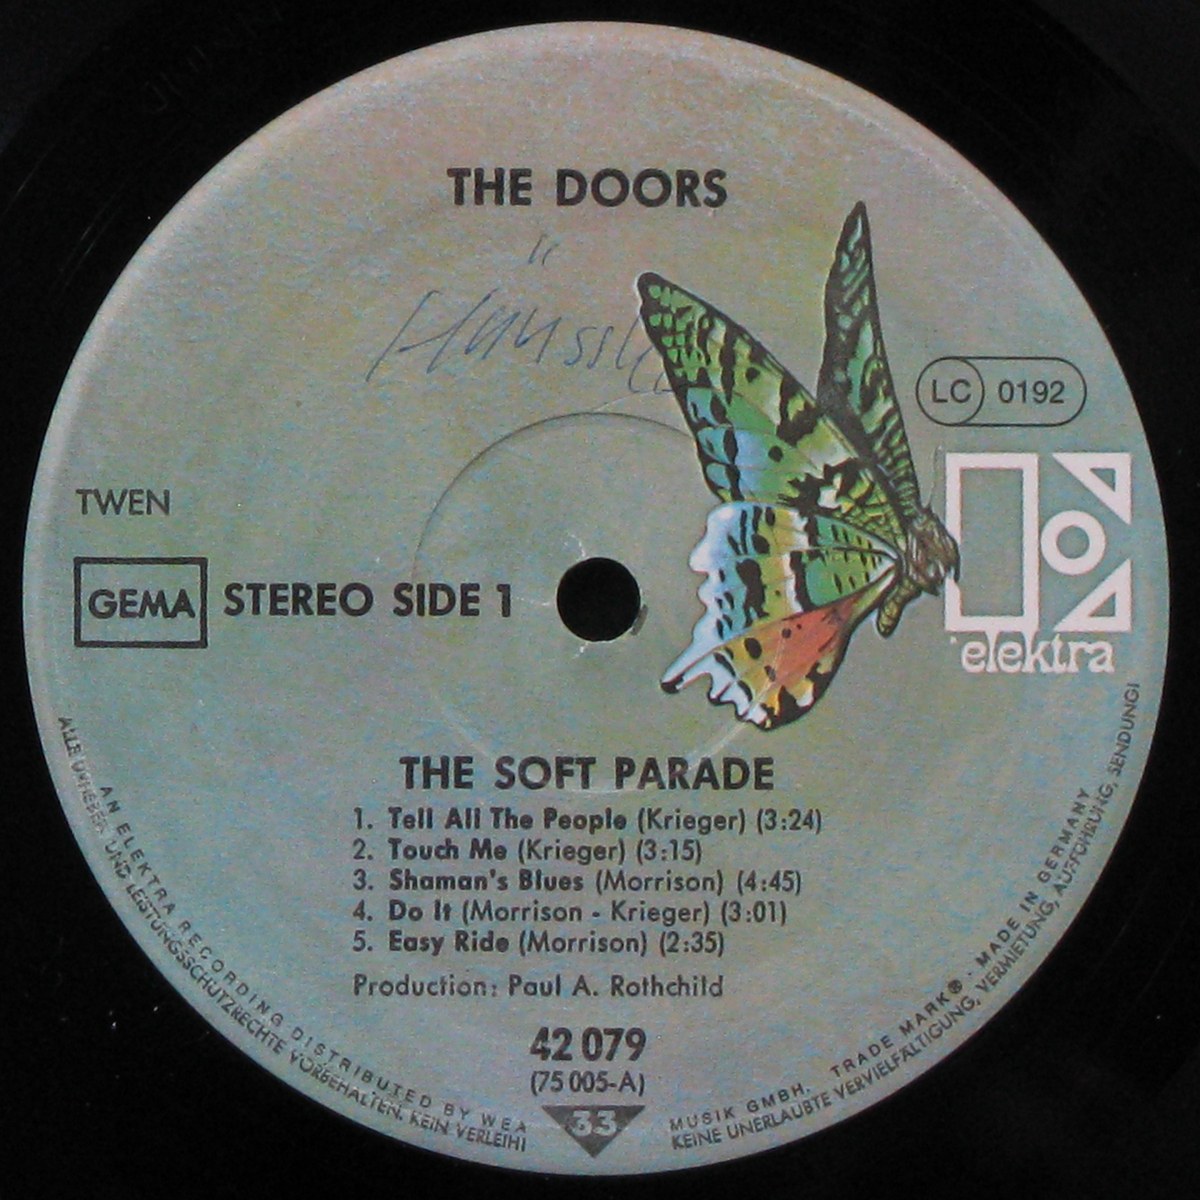 THE DOORS
LC 0192
elektra
TWEN
GEMA
STEREO SIDE 1
THE SOFT PARADE
1. Tell All The People (Krieger) (3:24)
2. Touch Me (Krieger) (3:15)
3. Shaman's Blues (Morrison) (4:45)
4. Do It (Morrison - Krieger) (3:01)
5. Easy Ride (Morrison) (2:35)
Production: Paul A. Rothchild
42 079
(75 005-A)
33
AN ELEKTRA RECORDING DISTRIBUTED BY WEA MUSIK GMBH. TRADE MARK ® · MADE IN GERMANY
ALLE URHEBER UND LEISTUNGSSCHUTZRECHTE VORBEHALTEN. KEIN VERLEIH! KEINE UNERLAUBTE VERVIELFÄLTIGUNG, VERMIETUNG, AUFFÜHRUNG, SENDUNG!